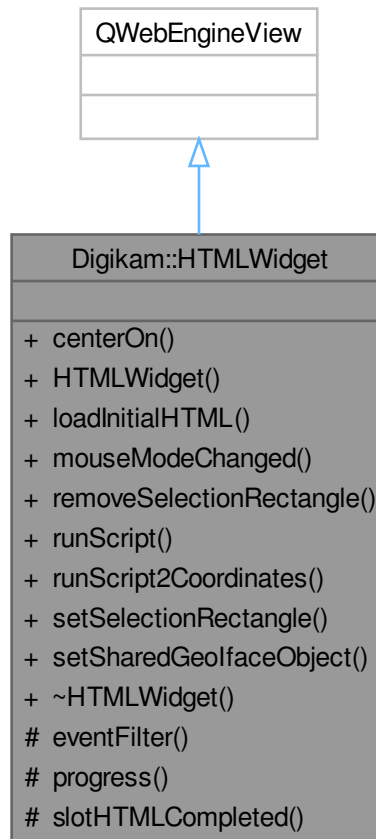 QWebEngineView
Digikam::HTMLWidget
+ centerOn()
+ HTMLWidget()
+ loadInitialHTML()
+ mouseModeChanged()
+ removeSelectionRectangle()
+ runScript()
+ runScript2Coordinates()
+ setSelectionRectangle()
+ setSharedGeoIfaceObject()
+ ~HTMLWidget()
# eventFilter()
# progress()
# slotHTMLCompleted()